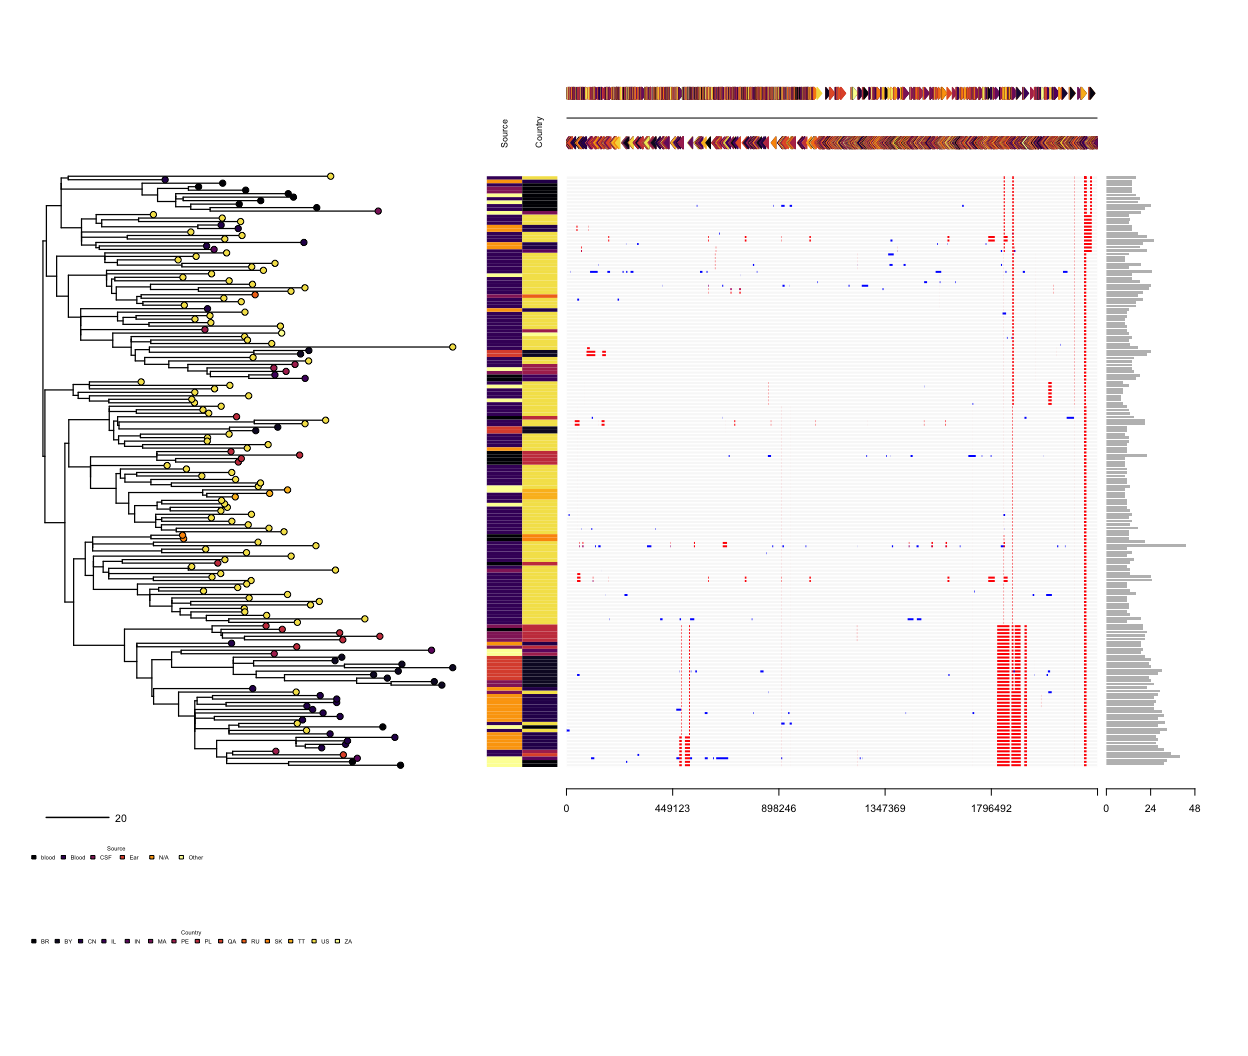 Source
Country
0 449123 898246 1347369 1796492 0 24 48
20
Source
blood Blood CSF Ear N/A Other
Country
BR BY CN IL IN MA PE PL QA RU SK TT US ZA